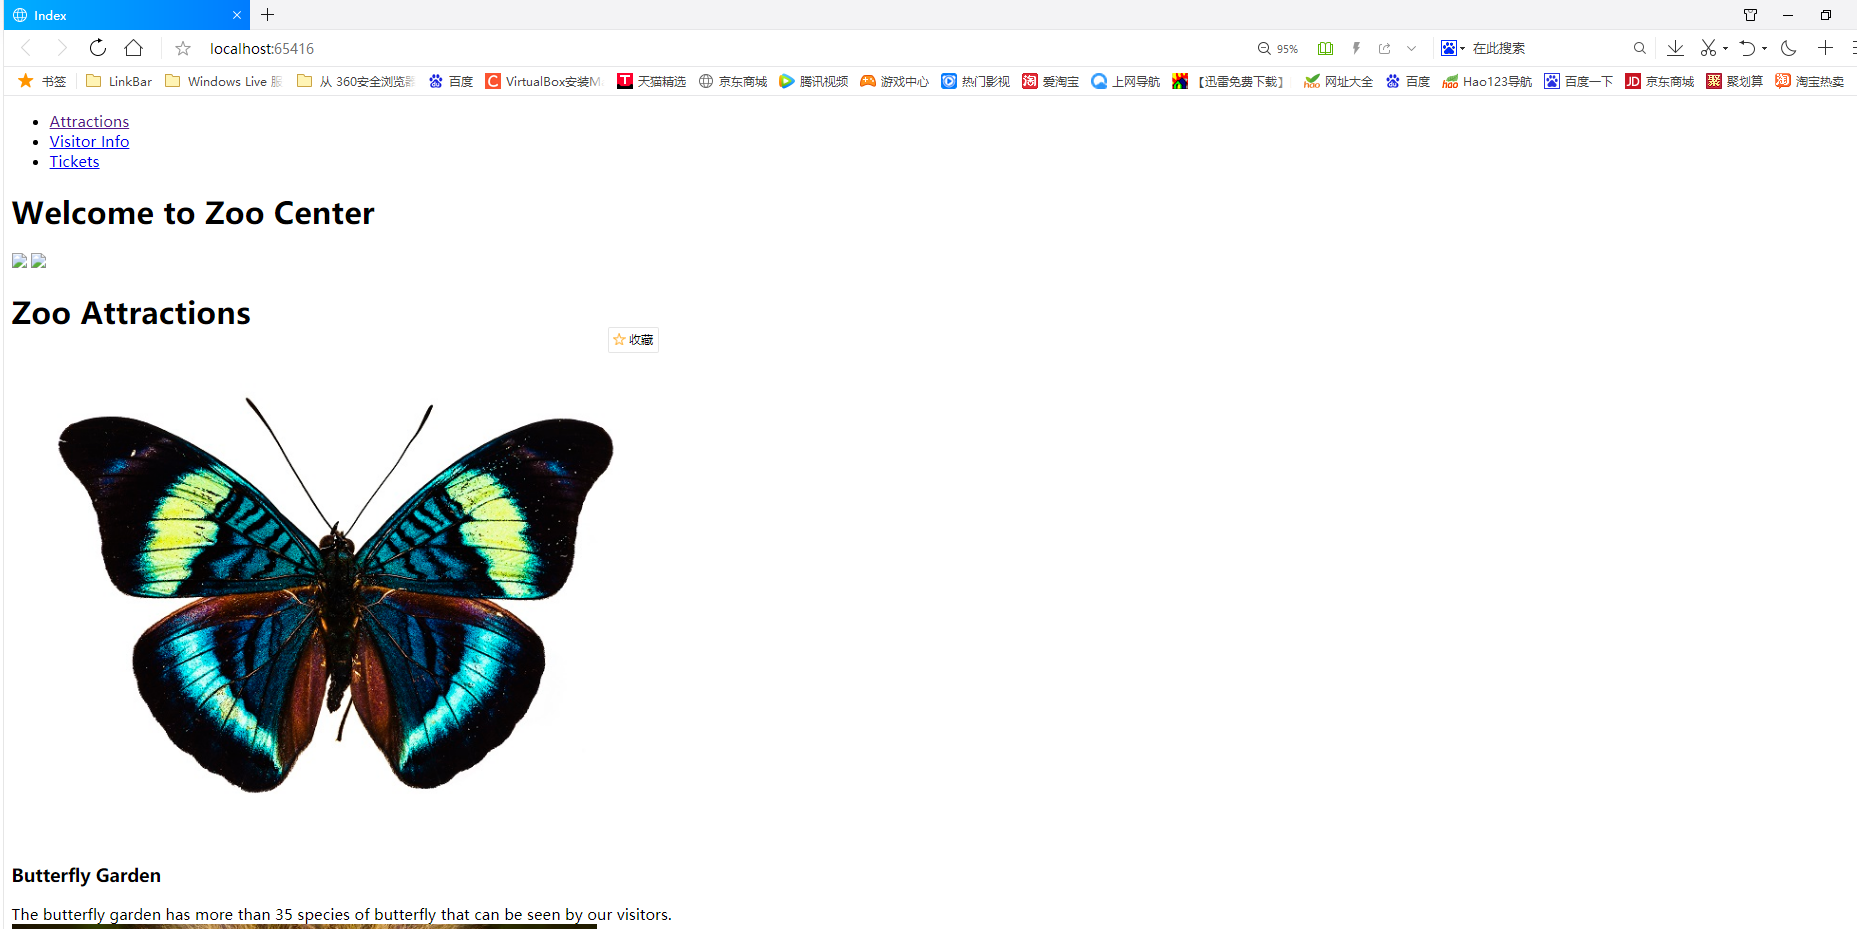 Index
localhost:65416
95%
在此搜索
书签 LinkBar Windows Live 服 从 360安全浏览器 百度 VirtualBox安装M 天猫精选 京东商城 腾讯视频 游戏中心 热门影视 爱淘宝 上网导航 【迅雷免费下载】 网址大全 百度 Hao123导航 百度一下 京东商城 聚划算 淘宝热卖
Attractions
Visitor Info
Tickets
Welcome to Zoo Center
Zoo Attractions
收藏
Butterfly Garden
The butterfly garden has more than 35 species of butterfly that can be seen by our visitors.